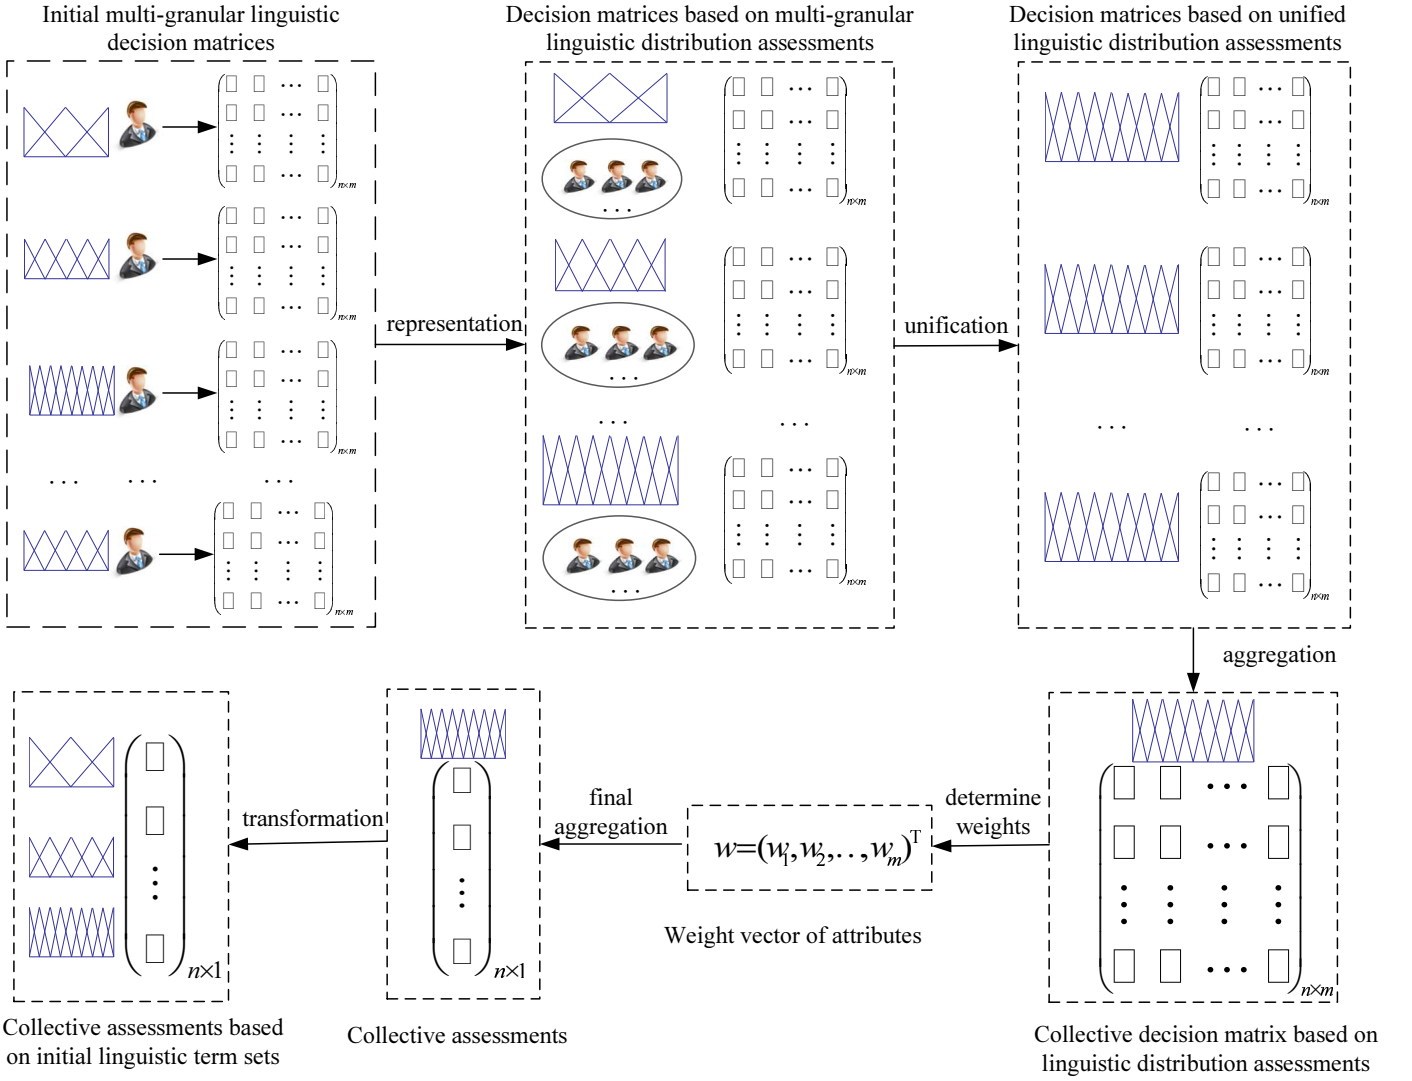 Initial multi-granular linguistic
decision matrices
Decision matrices based on multi-granular
linguistic distribution assessments
Decision matrices based on unified
linguistic distribution assessments
n×m
n×m
n×m
n×m
representation
n×m
n×m
n×m
unification
n×m
n×m
n×m
aggregation
n×m
Collective decision matrix based on
linguistic distribution assessments
determine
weights
w=(w1,w2,...,wm)T
Weight vector of attributes
final
aggregation
n×1
Collective assessments
transformation
n×1
Collective assessments based
on initial linguistic term sets